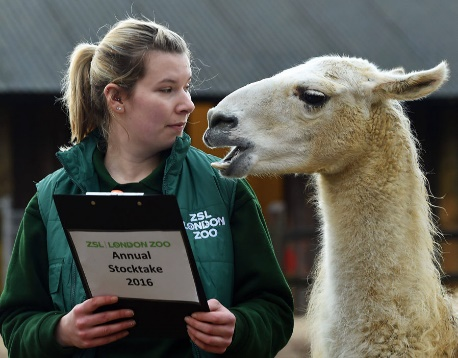 ZSL
LONDON
ZOO
ZSL LONDON ZOO
Annual
Stocktake
2016